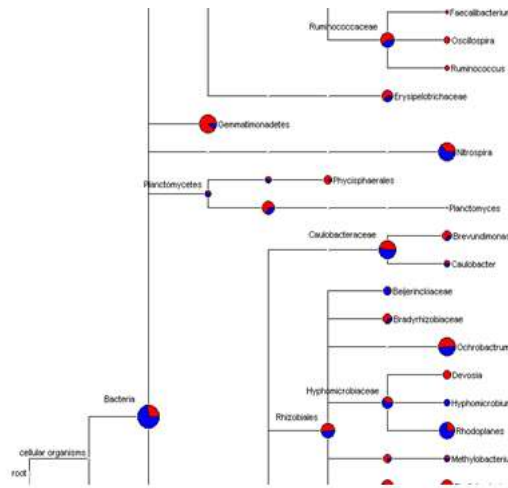 Faecalibacterium
Ruminococcaceae
Oscillospira
Ruminococcus
Erysipelotrichaceae
Gemmatimonadetes
Nitrospira
Planctomycetes
Phycisphaerales
Planctomyces
Caulobacteraceae
Brevundimonas
Caulobacter
Beijerinckiaceae
Bradyrhizobiaceae
Ochrobactrum
Devosia
Hyphomicrobiaceae
Bacteria
Hyphomicrobium
Rhizobiales
Rhodoplanes
cellular organisms
Methylobacterium
root